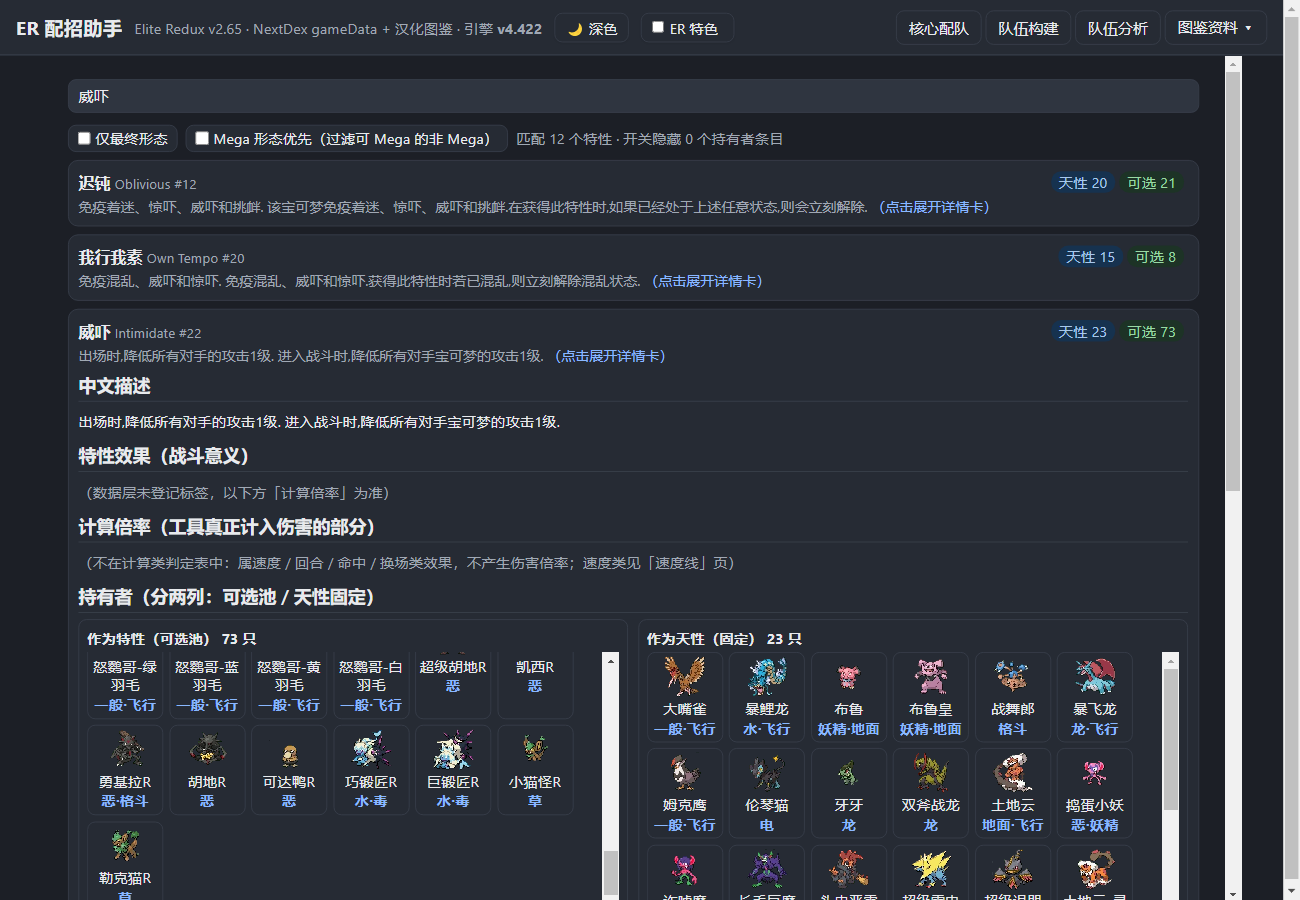 ER 配招助手 Elite Redux v2.65 · NextDex gameData + 汉化图鉴 · 引擎 v4.422 🌙 深色 ER 特色 核心配队 队伍构建 队伍分析 图鉴资料 ▼
威吓
仅最终形态 Mega 形态优先（过滤可 Mega 的非 Mega） 匹配 12 个特性 · 开关隐藏 0 个持有者条目
迟钝 Oblivious #12 天性 20 可选 21
免疫着迷、惊吓、威吓和挑衅. 该宝可梦免疫着迷、惊吓、威吓和挑衅.在获得此特性时,如果已经处于上述任意状态,则会立刻解除. （点击展开详情卡）
我行我素 Own Tempo #20 天性 15 可选 8
免疫混乱、威吓和惊吓. 免疫混乱、威吓和惊吓.获得此特性时若已混乱,则立刻解除混乱状态. （点击展开详情卡）
威吓 Intimidate #22 天性 23 可选 73
出场时,降低所有对手的攻击1级. 进入战斗时,降低所有对手宝可梦的攻击1级. （点击展开详情卡）
中文描述
出场时,降低所有对手的攻击1级. 进入战斗时,降低所有对手宝可梦的攻击1级.
特性效果（战斗意义）
（数据层未登记标签，以下方「计算倍率」为准）
计算倍率（工具真正计入伤害的部分）
（不在计算类判定表中：属速度 / 回合 / 命中 / 换场类效果，不产生伤害倍率；速度类见「速度线」页）
持有者（分两列：可选池 / 天性固定）
作为特性（可选池） 73 只
怒鹦哥-绿羽毛 怒鹦哥-蓝羽毛 怒鹦哥-黄羽毛 怒鹦哥-白羽毛 超级胡地R 凯西R
一般·飞行 一般·飞行 一般·飞行 一般·飞行 恶 恶
勇基拉R 胡地R 可达鸭R 巧锻匠R 巨锻匠R 小猫怪R
恶·格斗 恶 恶 水·毒 水·毒 草
勒克猫R
草
作为天性（固定） 23 只
大嘴雀 暴鲤龙 布鲁 布鲁皇 战舞郎 暴飞龙
一般·飞行 水·飞行 妖精·地面 妖精·地面 格斗 龙·飞行
姆克鹰 伦琴猫 牙牙 双斧战龙 土地云 捣蛋小妖
一般·飞行 电 龙 龙 地面·飞行 恶·妖精